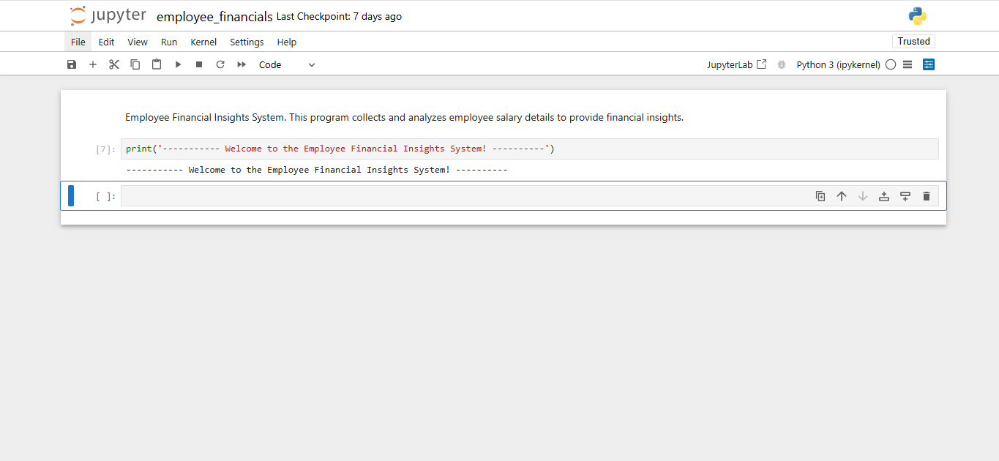 jupyter employee_financials Last Checkpoint: 7 days ago
File Edit View Run Kernel Settings Help Trusted
Code JupyterLab Python 3 (ipykernel)
Employee Financial Insights System. This program collects and analyzes employee salary details to provide financial insights.
[7]: print('----------- Welcome to the Employee Financial Insights System! ----------')
----------- Welcome to the Employee Financial Insights System! ----------
[ ]: